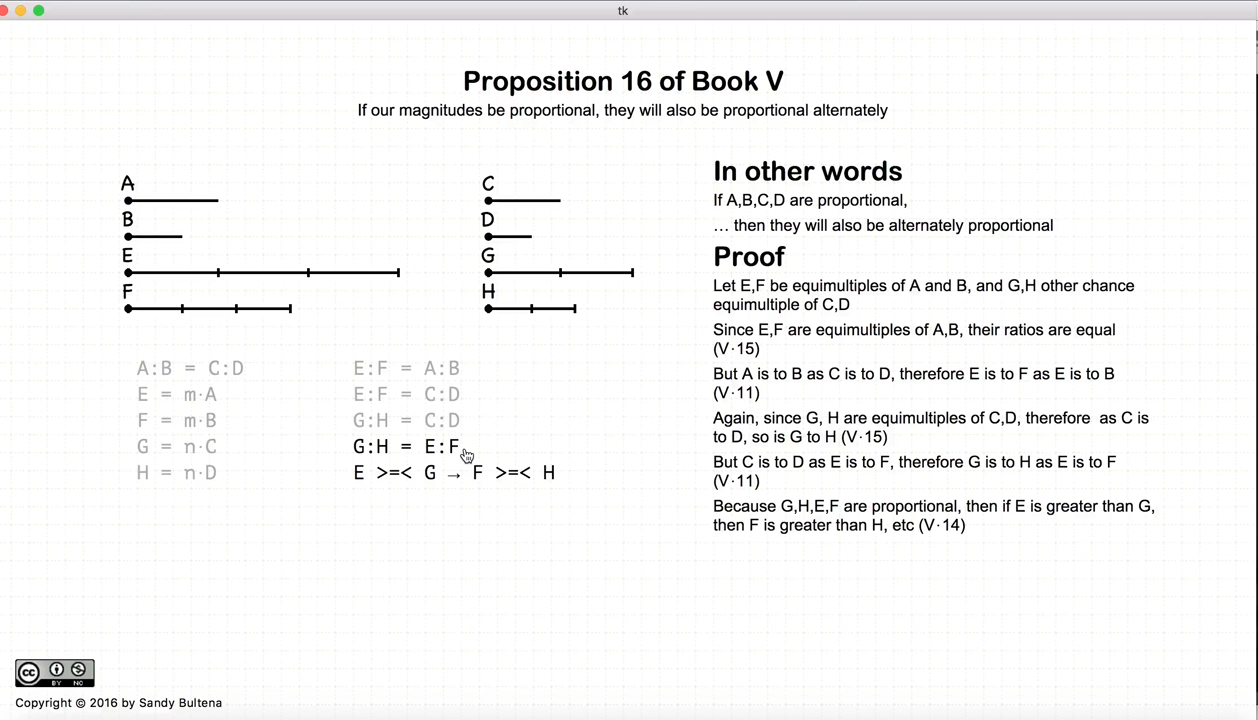 tk
Proposition 16 of Book V
If our magnitudes be proportional, they will also be proportional alternately
A
B
E
F
C
D
G
H
A:B = C:D
E = m·A
F = m·B
G = n·C
H = n·D
E:F = A:B
E:F = C:D
G:H = C:D
G:H = E:F
E >=< G → F >=< H
In other words
If A,B,C,D are proportional,
… then they will also be alternately proportional
Proof
Let E,F be equimultiples of A and B, and G,H other chance
equimultiple of C,D
Since E,F are equimultiples of A,B, their ratios are equal
(V·15)
But A is to B as C is to D, therefore E is to F as E is to B
(V·11)
Again, since G, H are equimultiples of C,D, therefore  as C is
to D, so is G to H (V·15)
But C is to D as E is to F, therefore G is to H as E is to F
(V·11)
Because G,H,E,F are proportional, then if E is greater than G,
then F is greater than H, etc (V·14)
cc
BY NC
Copyright © 2016 by Sandy Bultena